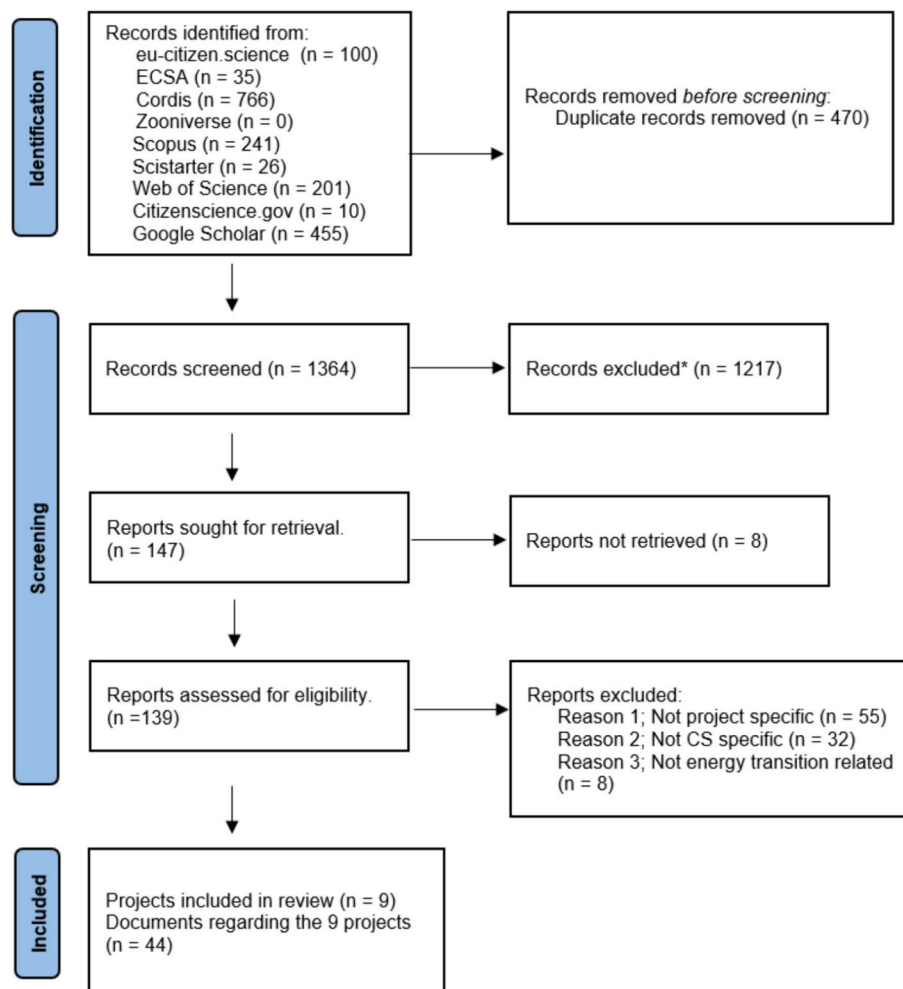 Identification
Records identified from:
eu-citizen.science (n = 100)
ECSA (n = 35)
Cordis (n = 766)
Zooniverse (n = 0)
Scopus (n = 241)
Scistarter (n = 26)
Web of Science (n = 201)
Citizenscience.gov (n = 10)
Google Scholar (n = 455)
Records removed before screening:
Duplicate records removed (n = 470)
Screening
Records screened (n = 1364)
Records excluded* (n = 1217)
Reports sought for retrieval.
(n = 147)
Reports not retrieved (n = 8)
Reports assessed for eligibility.
(n =139)
Reports excluded:
Reason 1; Not project specific (n = 55)
Reason 2; Not CS specific (n = 32)
Reason 3; Not energy transition related
(n = 8)
Included
Projects included in review (n = 9)
Documents regarding the 9 projects
(n = 44)